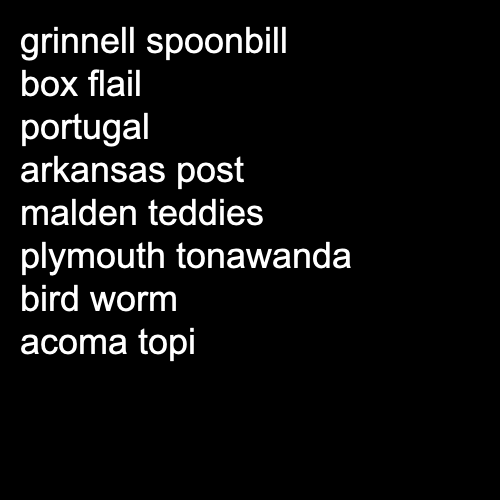 grinnell spoonbill
box flail
portugal
arkansas post
malden teddies
plymouth tonawanda
bird worm
acoma topi